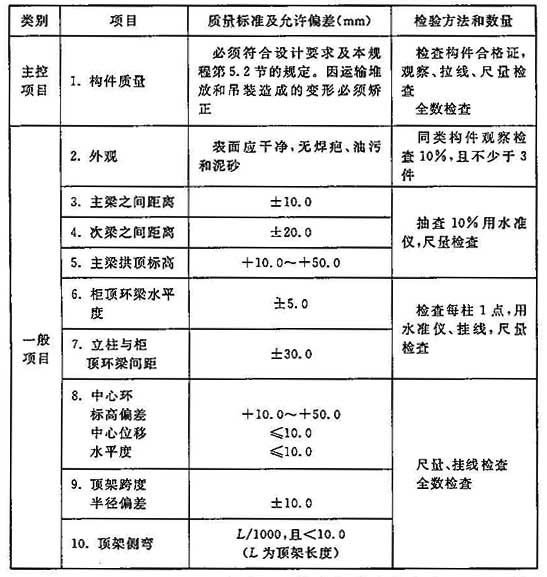 类别 项目 质量标准及允许偏差(mm) 检验方法和数量
主控
项目
1. 构件质量
必须符合设计要求及本规
程第5.2节的规定。因运输堆
放和吊装造成的变形必须矫
正
检查构件合格证,
观察、拉线、尺量检
查
全数检查
一般
项目
2. 外观
表面应干净,无焊疤、油污
和泥砂
同类构件观察检
查10%,且不少于3
件
3. 主梁之间距离 ±10.0
4. 次梁之间距离 ±20.0
5. 主梁拱顶标高 +10.0~+50.0
抽查10%用水准
仪,尺量检查
6. 柜顶环梁水平
度
±5.0
7. 立柱与柜
顶环梁间距
±30.0
检查每柱1点,用
水准仪、挂线,尺量
检查
8. 中心环
标高偏差 +10.0~+50.0
中心位移 ≤10.0
水平度 ≤10.0
9. 顶架跨度
半径偏差 ±10.0
10. 顶架侧弯
L/1000,且<10.0
(L为顶架长度)
尺量、挂线检查
全数检查